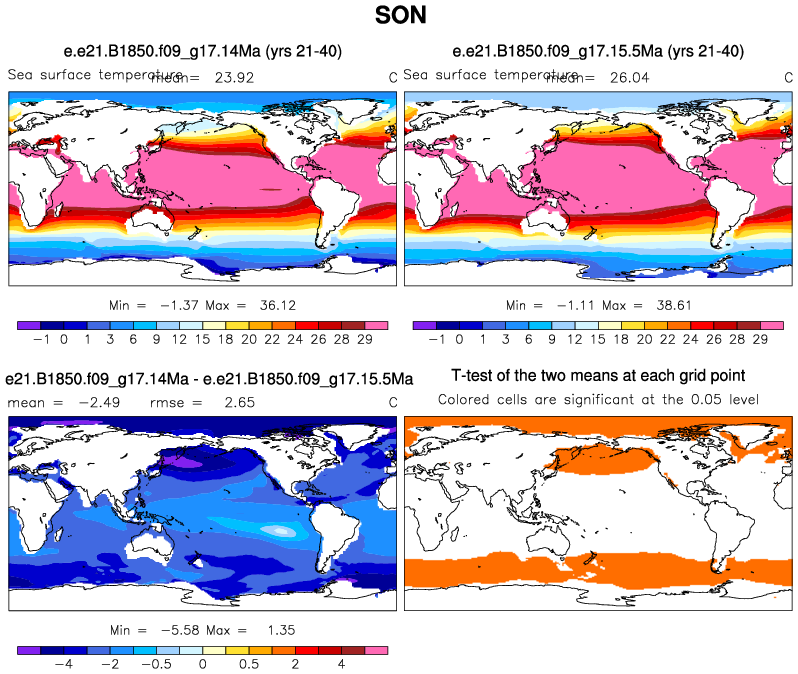 SON
e.e21.B1850.f09_g17.14Ma (yrs 21-40)
Sea surface temperature mean= 23.92 C
Min = −1.37 Max = 36.12
−1 0 1 3 6 9 12 15 18 20 22 24 26 28 29
e.e21.B1850.f09_g17.15.5Ma (yrs 21-40)
Sea surface temperature mean= 26.04 C
Min = −1.11 Max = 38.61
−1 0 1 3 6 9 12 15 18 20 22 24 26 28 29
e21.B1850.f09_g17.14Ma - e.e21.B1850.f09_g17.15.5Ma
mean = −2.49 rmse = 2.65 C
Min = −5.58 Max = 1.35
−4 −2 −0.5 0 0.5 2 4
T-test of the two means at each grid point
Colored cells are significant at the 0.05 level